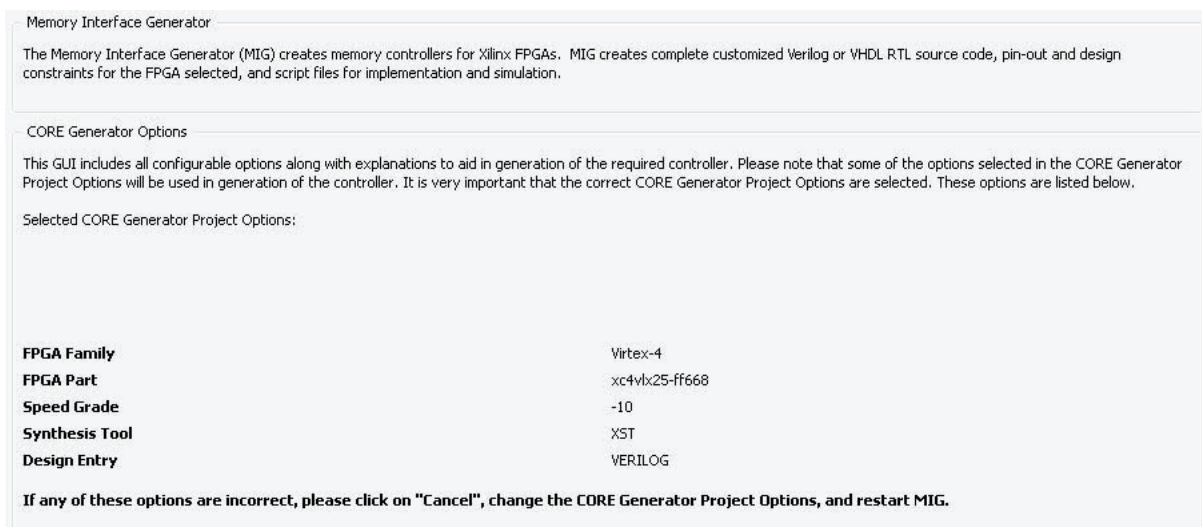 Memory Interface Generator
The Memory Interface Generator (MIG) creates memory controllers for Xilinx FPGAs. MIG creates complete customized Verilog or VHDL RTL source code, pin-out and design
constraints for the FPGA selected, and script files for implementation and simulation.
CORE Generator Options
This GUI includes all configurable options along with explanations to aid in generation of the required controller. Please note that some of the options selected in the CORE Generator
Project Options will be used in generation of the controller. It is very important that the correct CORE Generator Project Options are selected. These options are listed below.
Selected CORE Generator Project Options:
FPGA Family Virtex-4
FPGA Part xc4vlx25-ff668
Speed Grade -10
Synthesis Tool XST
Design Entry VERILOG
If any of these options are incorrect, please click on "Cancel", change the CORE Generator Project Options, and restart MIG.